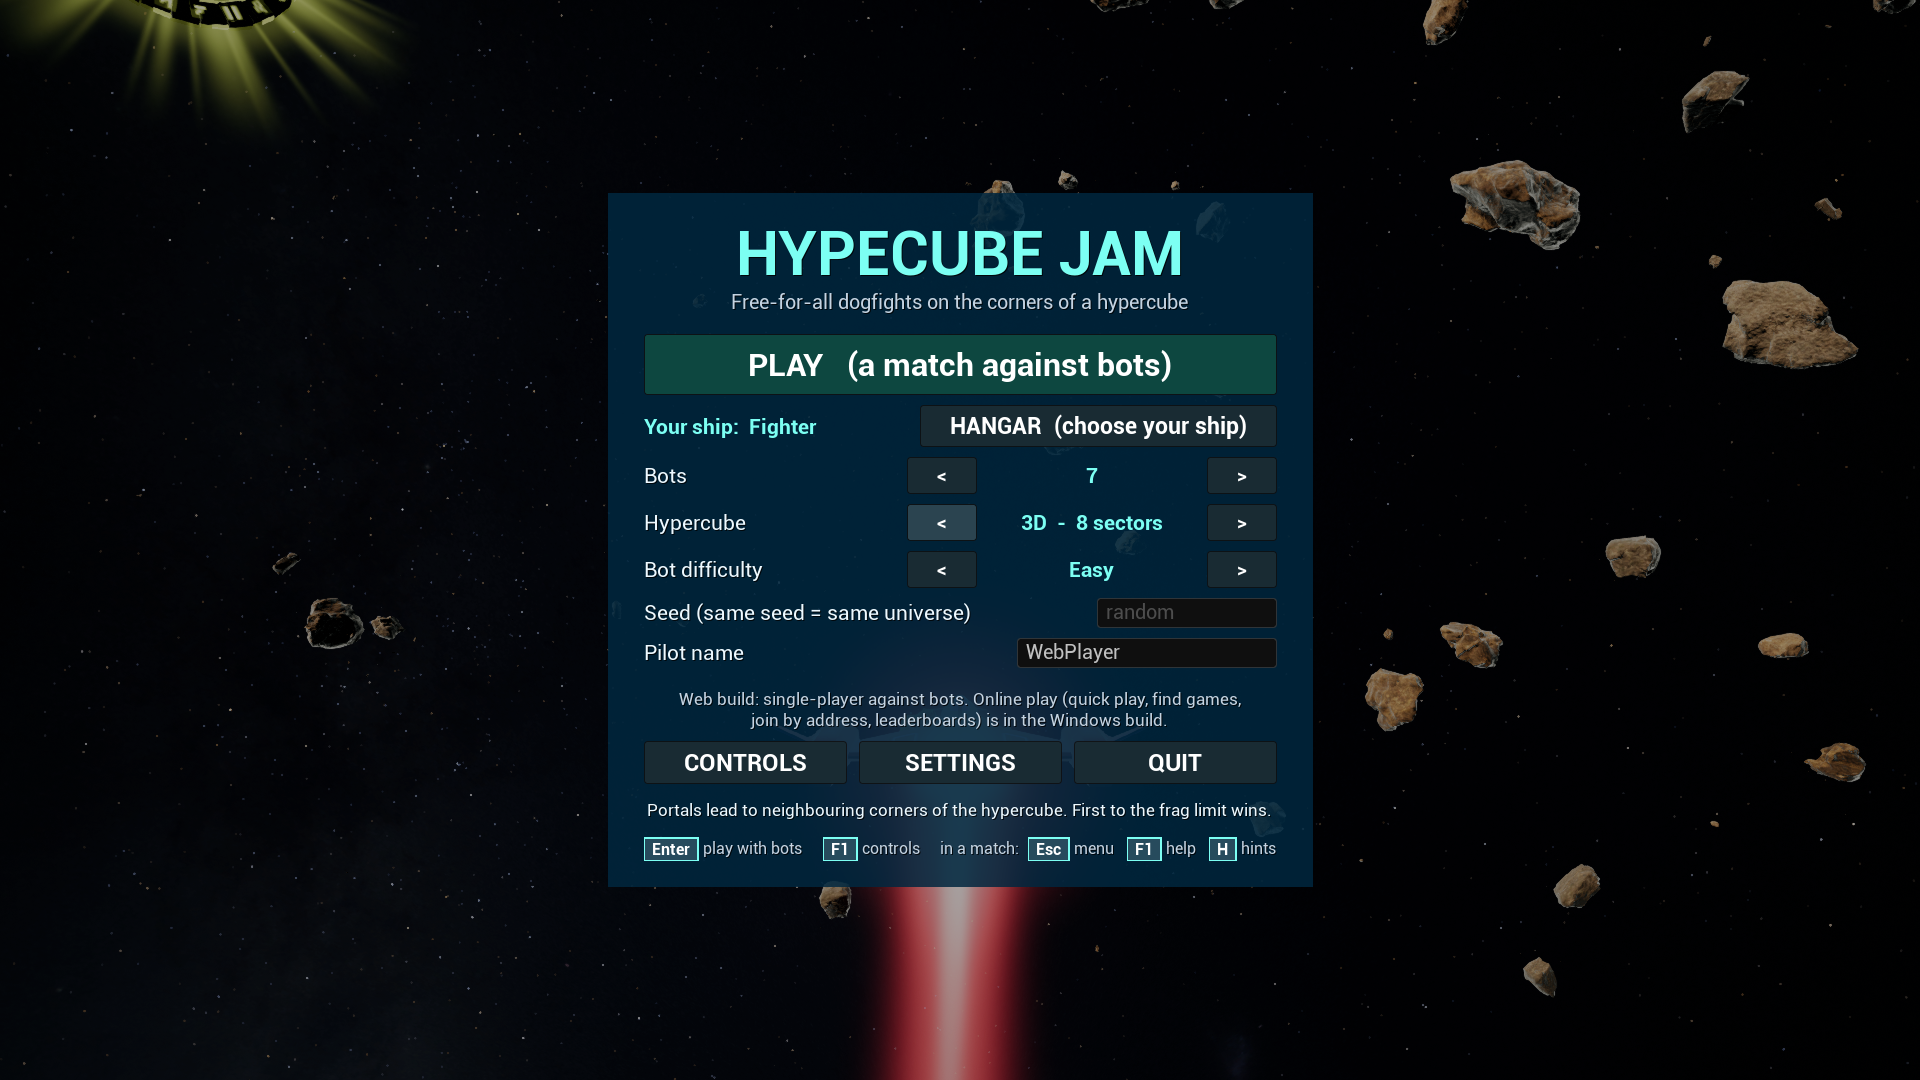 HYPECUBE JAM
Free-for-all dogfights on the corners of a hypercube
PLAY (a match against bots)
Your ship: Fighter HANGAR (choose your ship)
Bots < 7 >
Hypercube < 3D - 8 sectors >
Bot difficulty < Easy >
Seed (same seed = same universe) random
Pilot name WebPlayer
Web build: single-player against bots. Online play (quick play, find games,
join by address, leaderboards) is in the Windows build.
CONTROLS SETTINGS QUIT
Portals lead to neighbouring corners of the hypercube. First to the frag limit wins.
Enter play with bots F1 controls in a match: Esc menu F1 help H hints